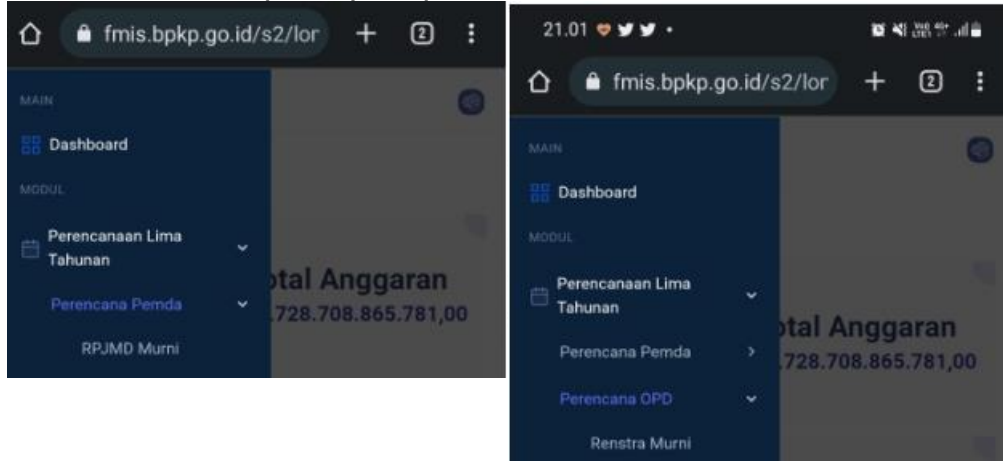 fmis.bpkp.go.id/s2/lor
2
MAIN
Dashboard
MODUL
Perencanaan Lima
Tahunan
otal Anggaran
Perencana Pemda
.728.708.865.781,00
RPJMD Murni
21.01
fmis.bpkp.go.id/s2/lor
2
MAIN
Dashboard
MODUL
Perencanaan Lima
Tahunan
otal Anggaran
Perencana Pemda
.728.708.865.781,00
Perencana OPD
Renstra Murni